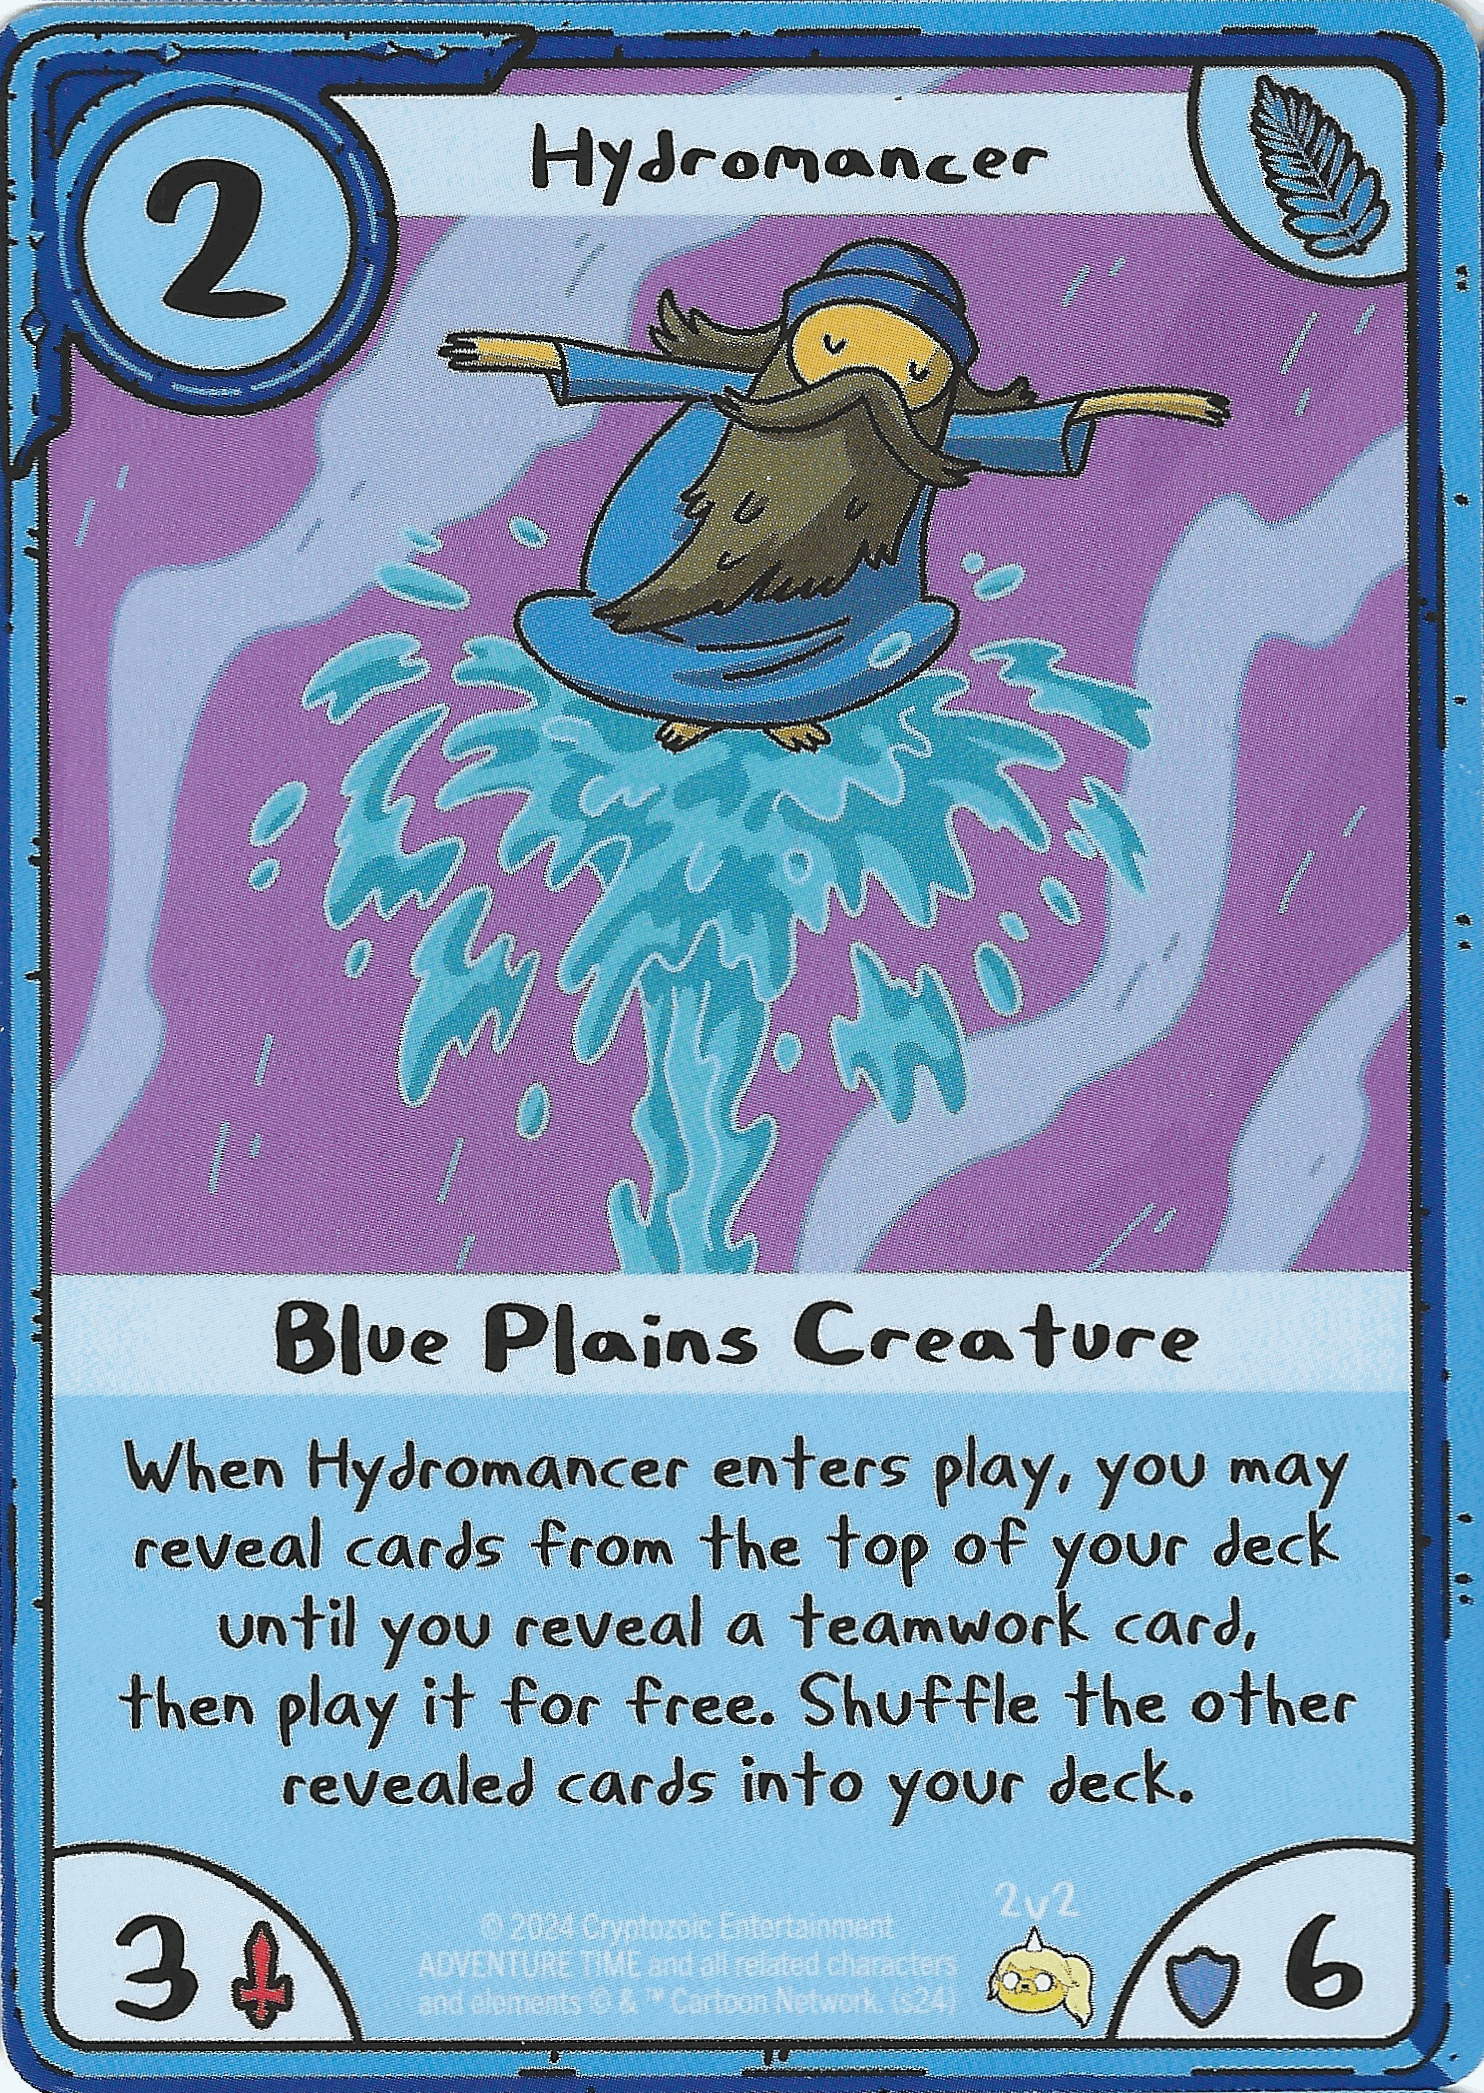 2
Hydromancer
Blue Plains Creature
When Hydromancer enters play, you may
reveal cards from the top of your deck
until you reveal a teamwork card,
then play it for free. Shuffle the other
revealed cards into your deck.
3
© 2024 Cryptozoic Entertainment
ADVENTURE TIME and all related characters
and elements © & ™ Cartoon Network. (s24)
2v2
6